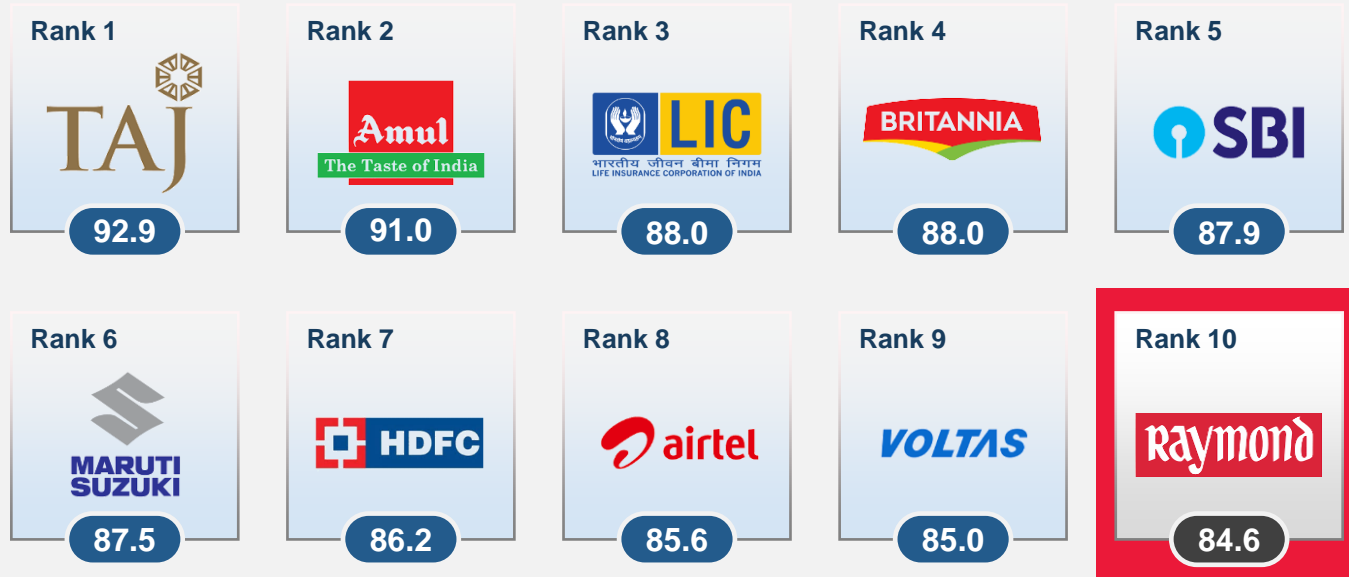 Rank 1
TAJ
92.9
Rank 2
Amul
The Taste of India
91.0
Rank 3
LIC
भारतीय जीवन बीमा निगम
LIFE INSURANCE CORPORATION OF INDIA
88.0
Rank 4
BRITANNIA
88.0
Rank 5
SBI
87.9
Rank 6
MARUTI
SUZUKI
87.5
Rank 7
HDFC
86.2
Rank 8
airtel
85.6
Rank 9
VOLTAS
85.0
Rank 10
Raymond
84.6